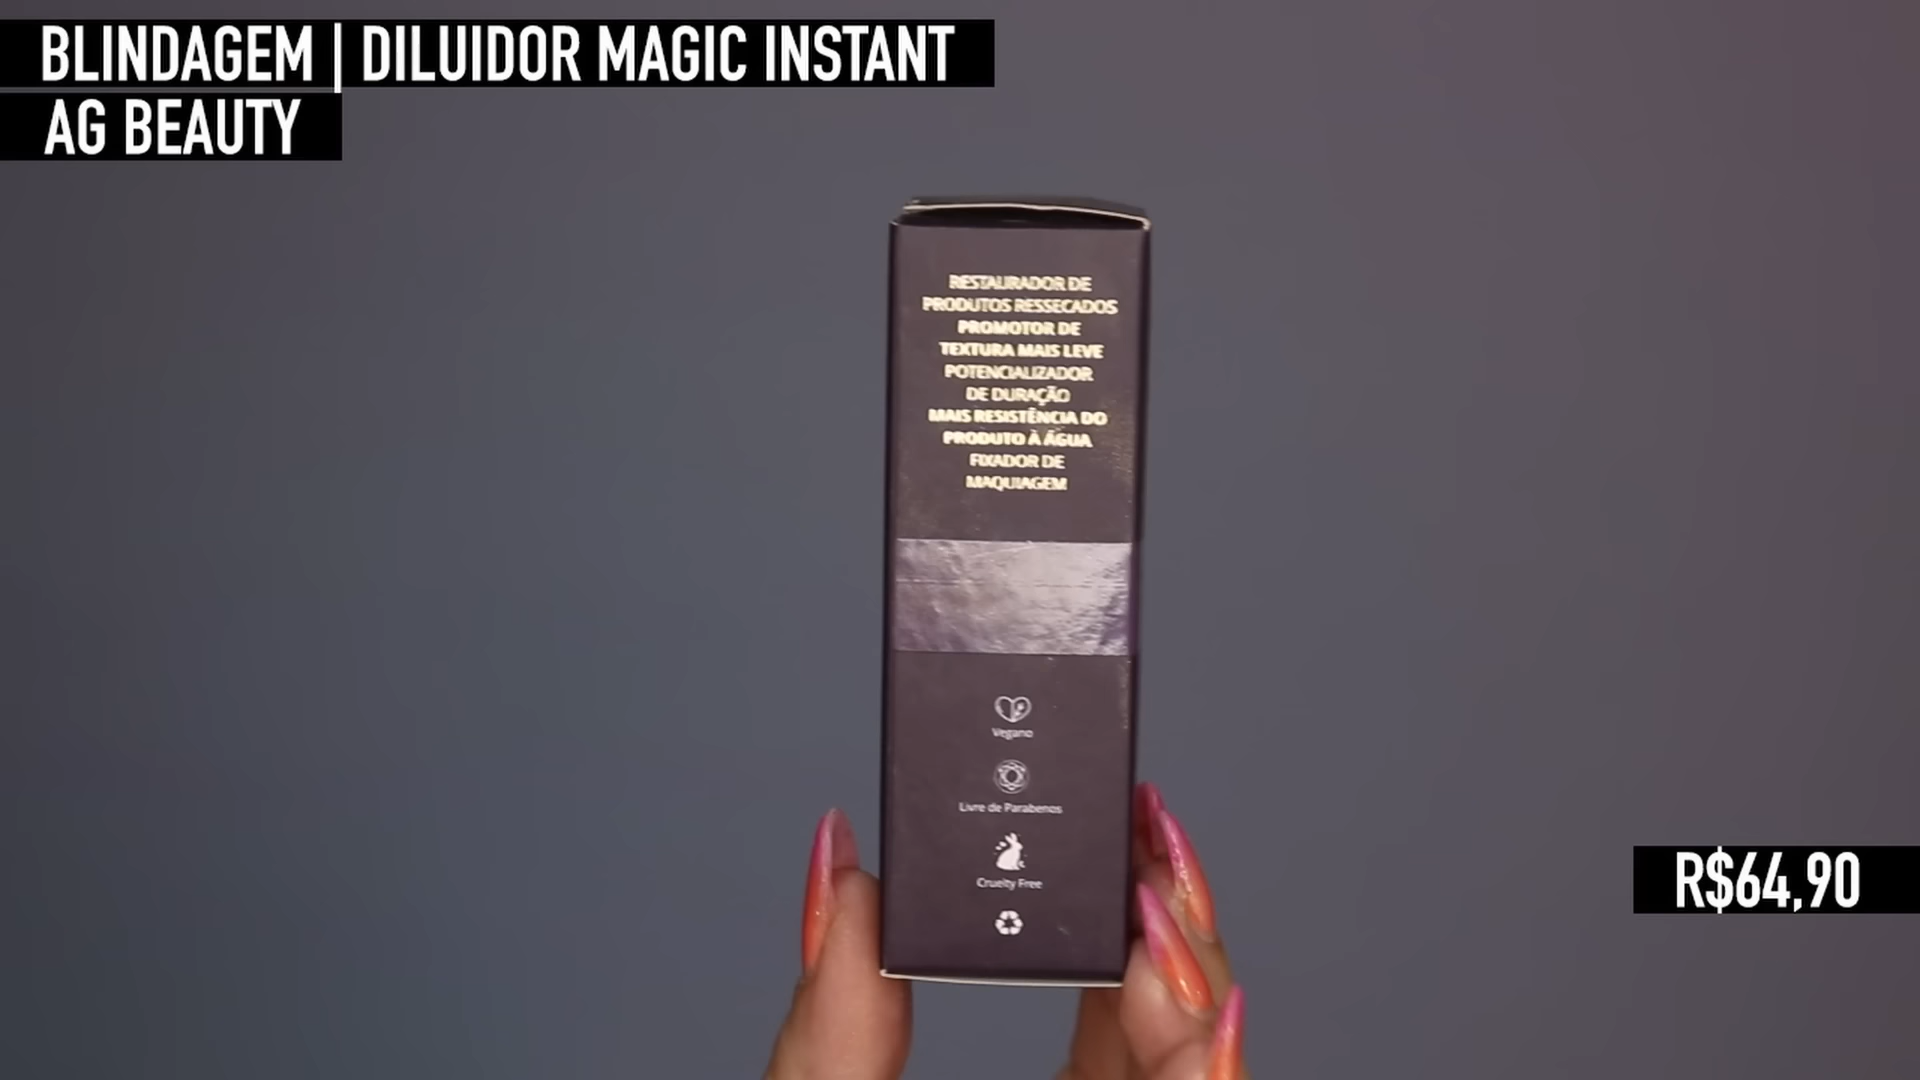 BLINDAGEM | DILUIDOR MAGIC INSTANT
AG BEAUTY
RESTAURADOR DE
PRODUTOS RESSECADOS
PROMOTOR DE
TEXTURA MAIS LEVE
POTENCIALIZADOR
DE DURAÇÃO
MAIS RESISTÊNCIA DO
PRODUTO À ÁGUA
FIXADOR DE
MAQUIAGEM
Vegano
Livre de Parabenos
Cruelty Free
R$64,90